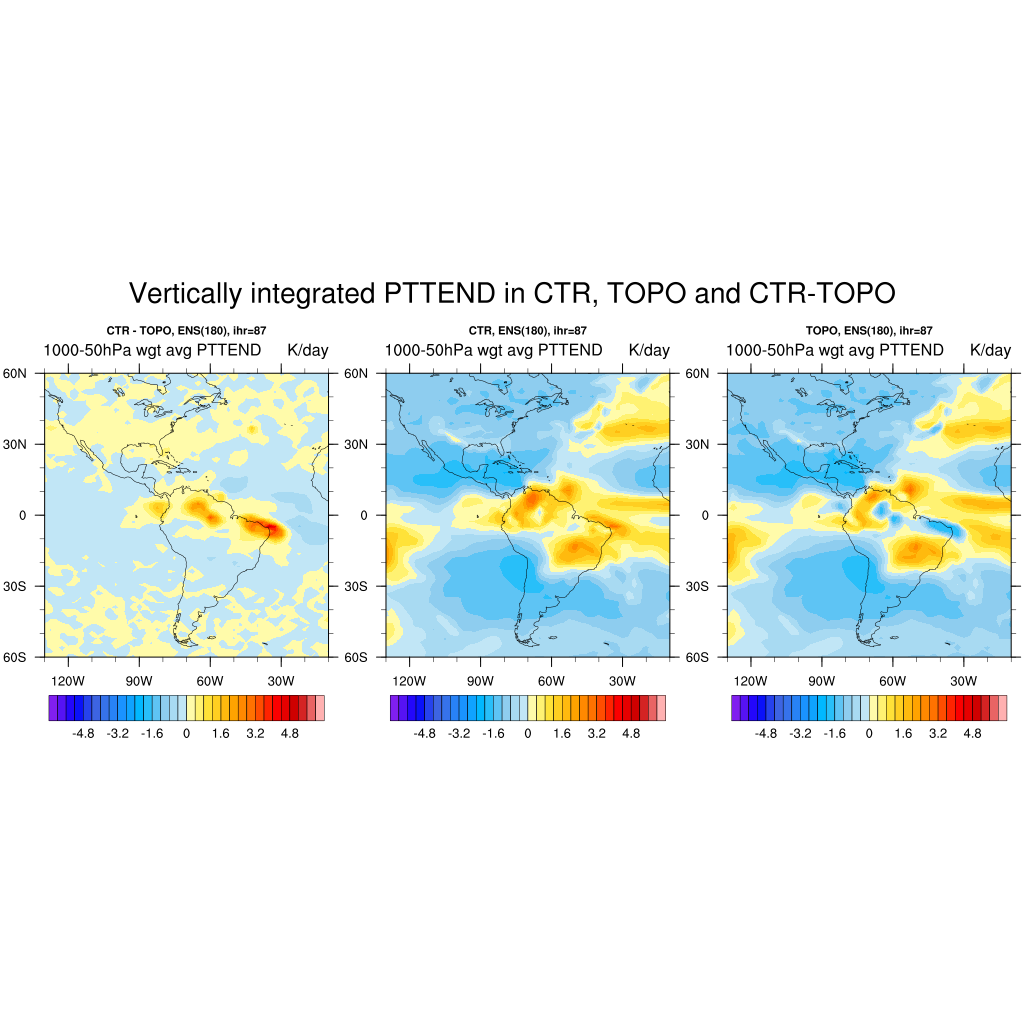 Vertically integrated PTTEND in CTR, TOPO and CTR-TOPO
CTR - TOPO, ENS(180), ihr=87
1000-50hPa wgt avg PTTEND K/day
60N
30N
0
30S
60S
120W 90W 60W 30W
-4.8 -3.2 -1.6 0 1.6 3.2 4.8
CTR, ENS(180), ihr=87
1000-50hPa wgt avg PTTEND K/day
60N
30N
0
30S
60S
120W 90W 60W 30W
-4.8 -3.2 -1.6 0 1.6 3.2 4.8
TOPO, ENS(180), ihr=87
1000-50hPa wgt avg PTTEND K/day
60N
30N
0
30S
60S
120W 90W 60W 30W
-4.8 -3.2 -1.6 0 1.6 3.2 4.8